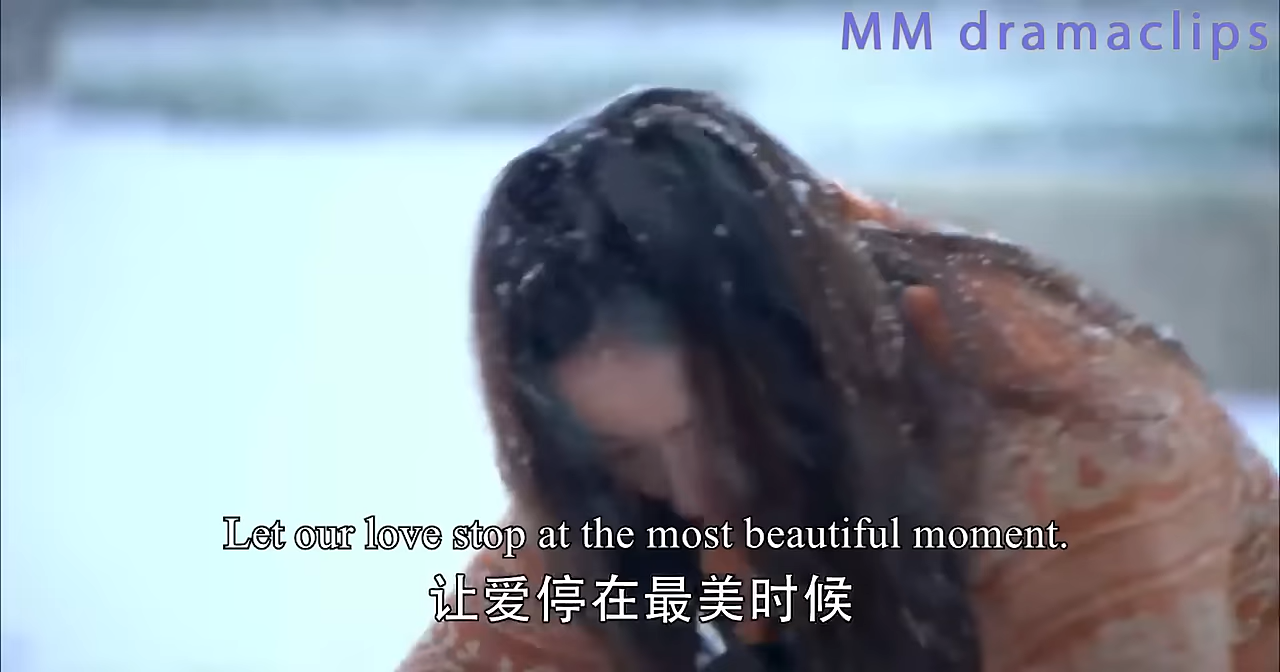 MM dramaclips
Let our love stop at the most beautiful moment.
让爱停在最美时候